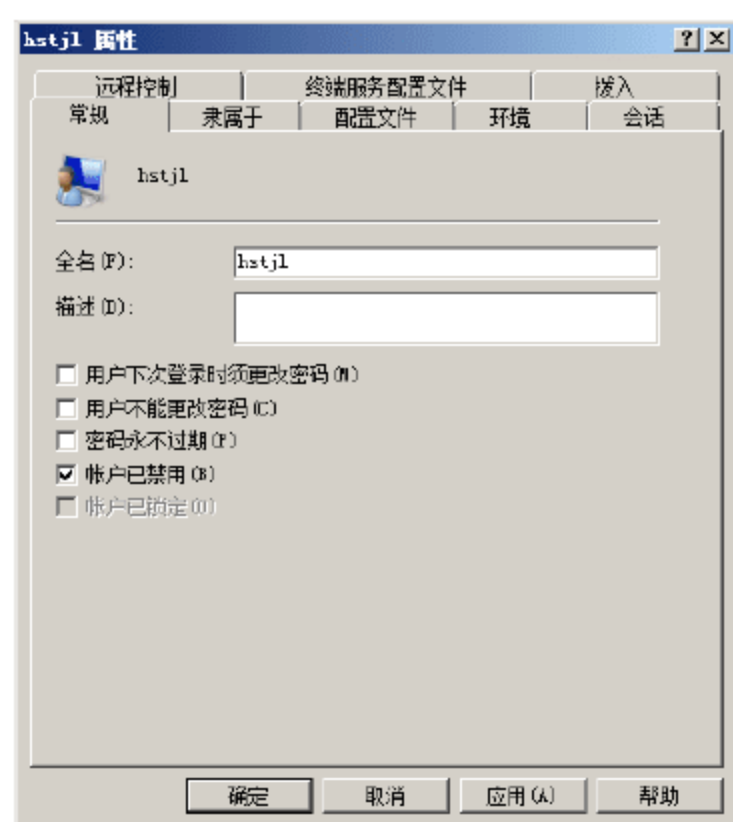 hstjl 属性
远程控制 终端服务配置文件 拨入
常规 隶属于 配置文件 环境 会话
hstjl
全名(F): hstjl
描述(D):
用户下次登录时须更改密码(M)
用户不能更改密码(C)
密码永不过期(P)
帐户已禁用(B)
帐户已锁定(O)
确定 取消 应用(A) 帮助